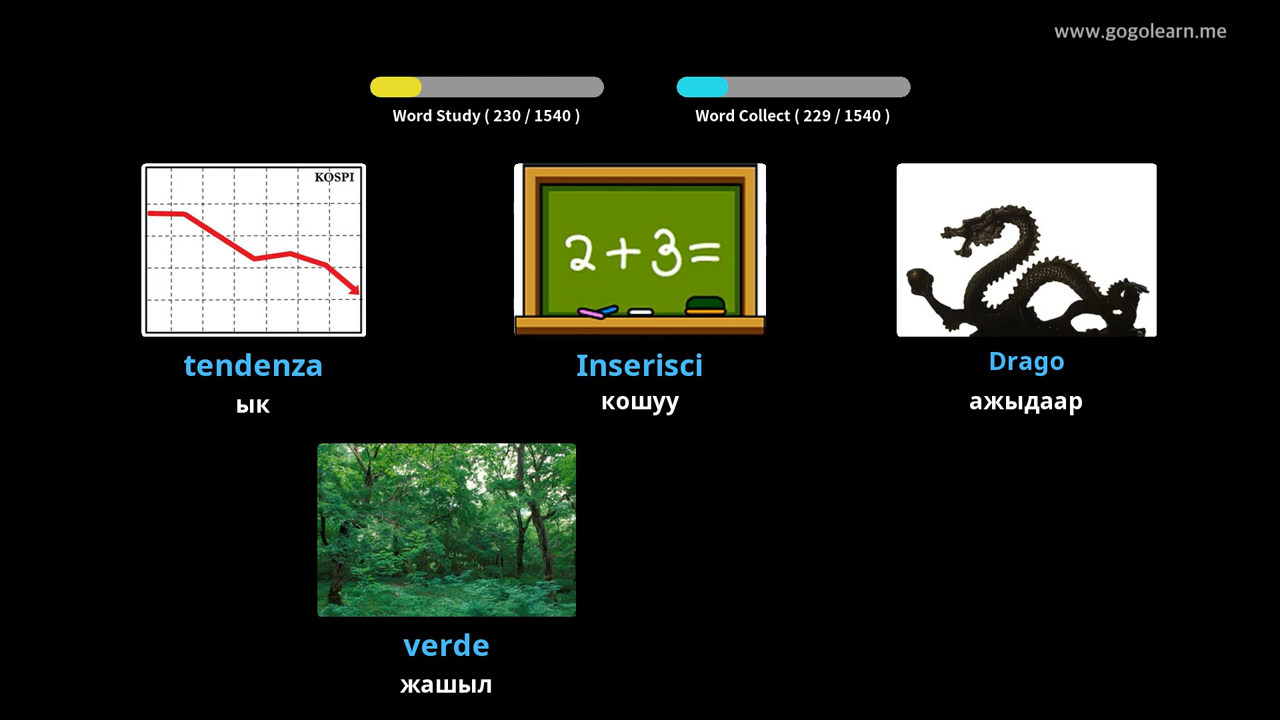 www.gogolearn.me
Word Study ( 230 / 1540 )
Word Collect ( 229 / 1540 )
KOSPI
2+3=
tendenza
ык
Inserisci
кошуу
Drago
ажыдаар
verde
жашыл